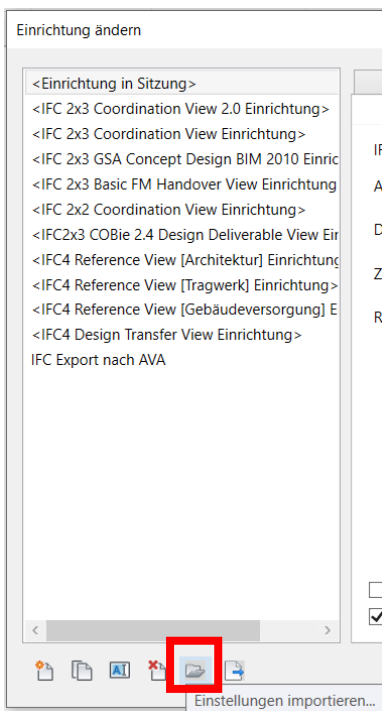 Einrichtung ändern
<Einrichtung in Sitzung>
<IFC 2x3 Coordination View 2.0 Einrichtung>
<IFC 2x3 Coordination View Einrichtung>
<IFC 2x3 GSA Concept Design BIM 2010 Einric
<IFC 2x3 Basic FM Handover View Einrichtung
<IFC 2x2 Coordination View Einrichtung>
<IFC2x3 COBie 2.4 Design Deliverable View Eir
<IFC4 Reference View [Architektur] Einrichtung
<IFC4 Reference View [Tragwerk] Einrichtung>
<IFC4 Reference View [Gebäudeversorgung] E
<IFC4 Design Transfer View Einrichtung>
IFC Export nach AVA
IF
A
D
Z
R
AI
Einstellungen importieren...